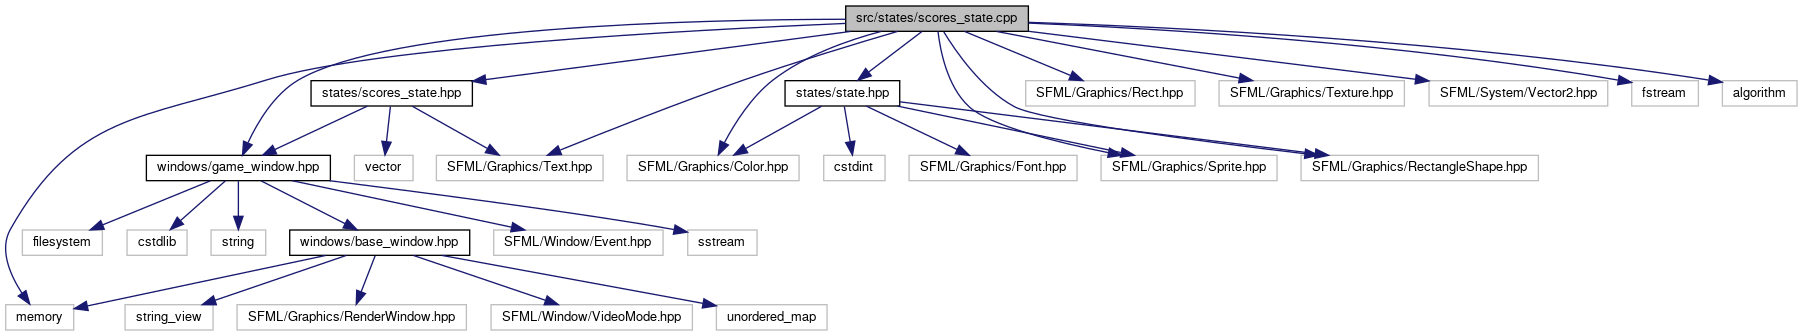 src/states/scores_state.cpp
states/scores_state.hpp
states/state.hpp
SFML/Graphics/Rect.hpp
SFML/Graphics/Texture.hpp
SFML/System/Vector2.hpp
fstream
algorithm
windows/game_window.hpp
vector
SFML/Graphics/Text.hpp
SFML/Graphics/Color.hpp
cstdint
SFML/Graphics/Font.hpp
SFML/Graphics/Sprite.hpp
SFML/Graphics/RectangleShape.hpp
filesystem
cstdlib
string
windows/base_window.hpp
SFML/Window/Event.hpp
sstream
memory
string_view
SFML/Graphics/RenderWindow.hpp
SFML/Window/VideoMode.hpp
unordered_map